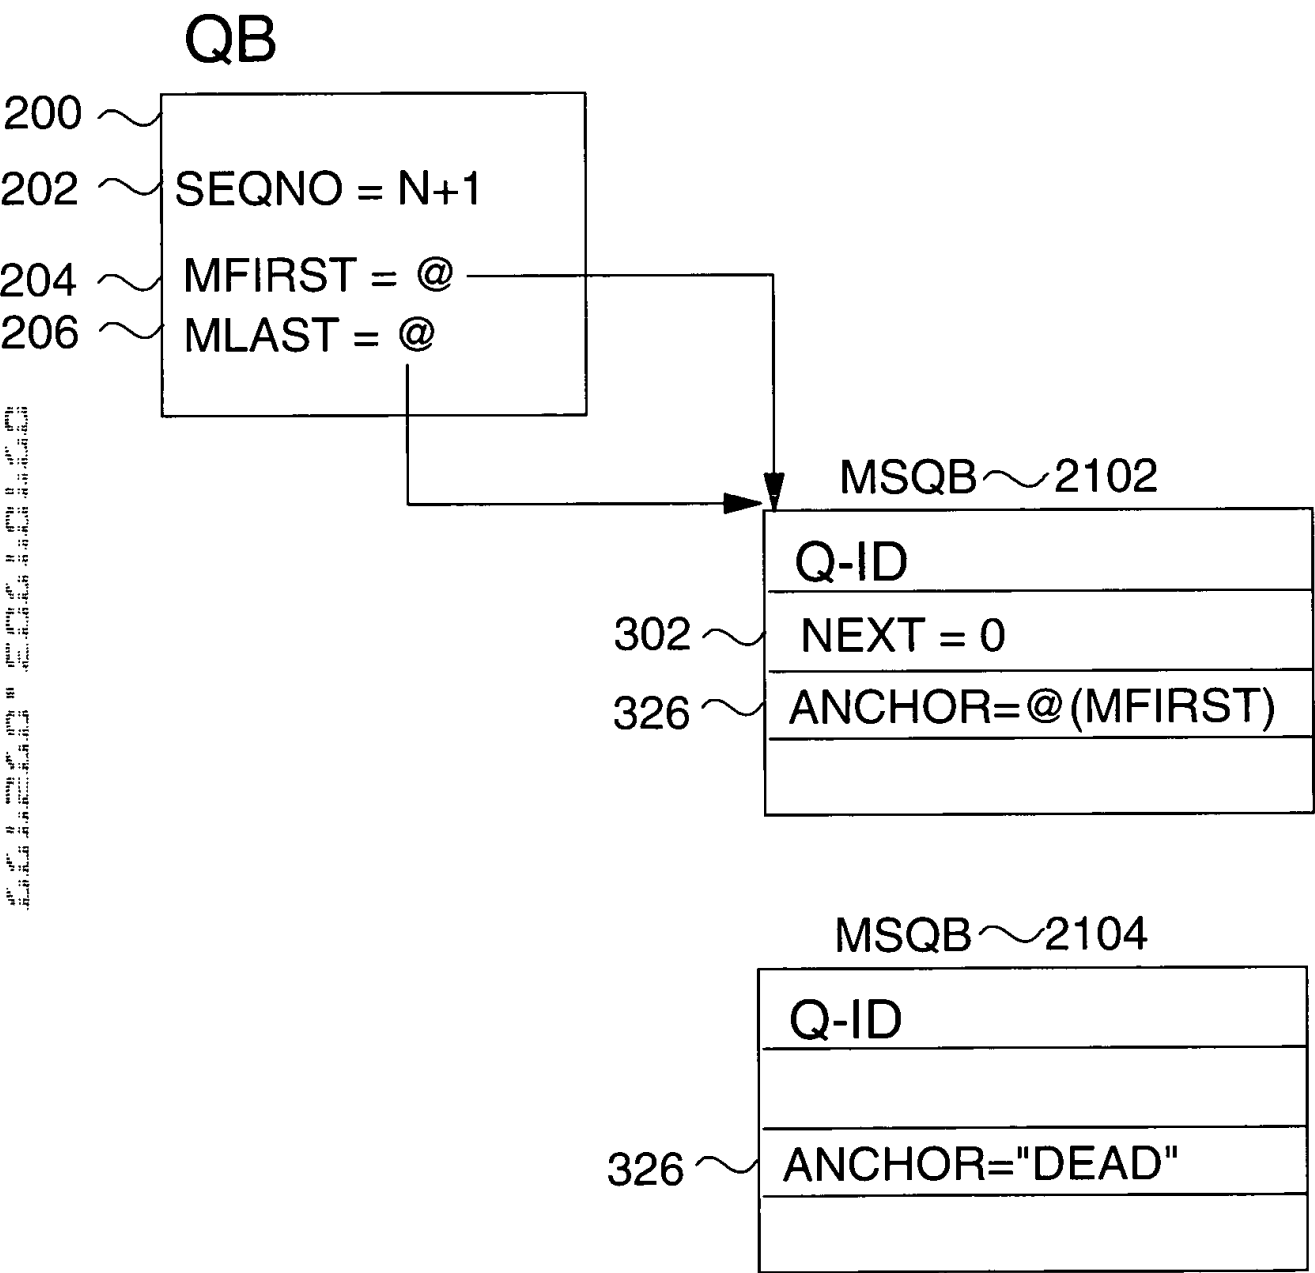 QB
200
202 SEQNO = N+1
204 MFIRST = @
206 MLAST = @
MSQB 2102
Q-ID
302 NEXT = 0
326 ANCHOR=@(MFIRST)
MSQB 2104
Q-ID
326 ANCHOR="DEAD"